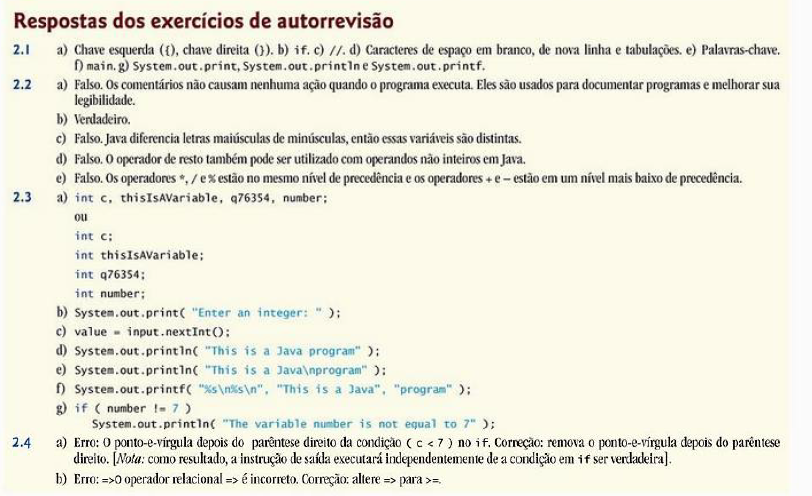 Respostas dos exercícios de autorrevisão
2.1 a) Chave esquerda ({), chave direita (}). b) if. c) //. d) Caracteres de espaço em branco, de nova linha e tabulações. e) Palavras-chave.
f) main. g) System.out.print, System.out.println e System.out.printf.
2.2 a) Falso. Os comentários não causam nenhuma ação quando o programa executa. Eles são usados para documentar programas e melhorar sua
legibilidade.
b) Verdadeiro.
c) Falso. Java diferencia letras maiúsculas de minúsculas, então essas variáveis são distintas.
d) Falso. O operador de resto também pode ser utilizado com operandos não inteiros em Java.
e) Falso. Os operadores *, / e % estão no mesmo nível de precedência e os operadores + e – estão em um nível mais baixo de precedência.
2.3 a) int c, thisIsAVariable, q76354, number;
ou
int c;
int thisIsAVariable;
int q76354;
int number;
b) System.out.print( "Enter an integer: " );
c) value = input.nextInt();
d) System.out.println( "This is a Java program" );
e) System.out.println( "This is a Java\nprogram" );
f) System.out.printf( "%s\n%s\n", "This is a Java", "program" );
g) if ( number != 7 )
System.out.println( "The variable number is not equal to 7" );
2.4 a) Erro: O ponto-e-vírgula depois do parêntese direito da condição ( c < 7 ) no if. Correção: remova o ponto-e-vírgula depois do parêntese
direito. [Nota: como resultado, a instrução de saída executará independentemente de a condição em if ser verdadeira].
b) Erro: =>O operador relacional => é incorreto. Correção: altere => para >=.